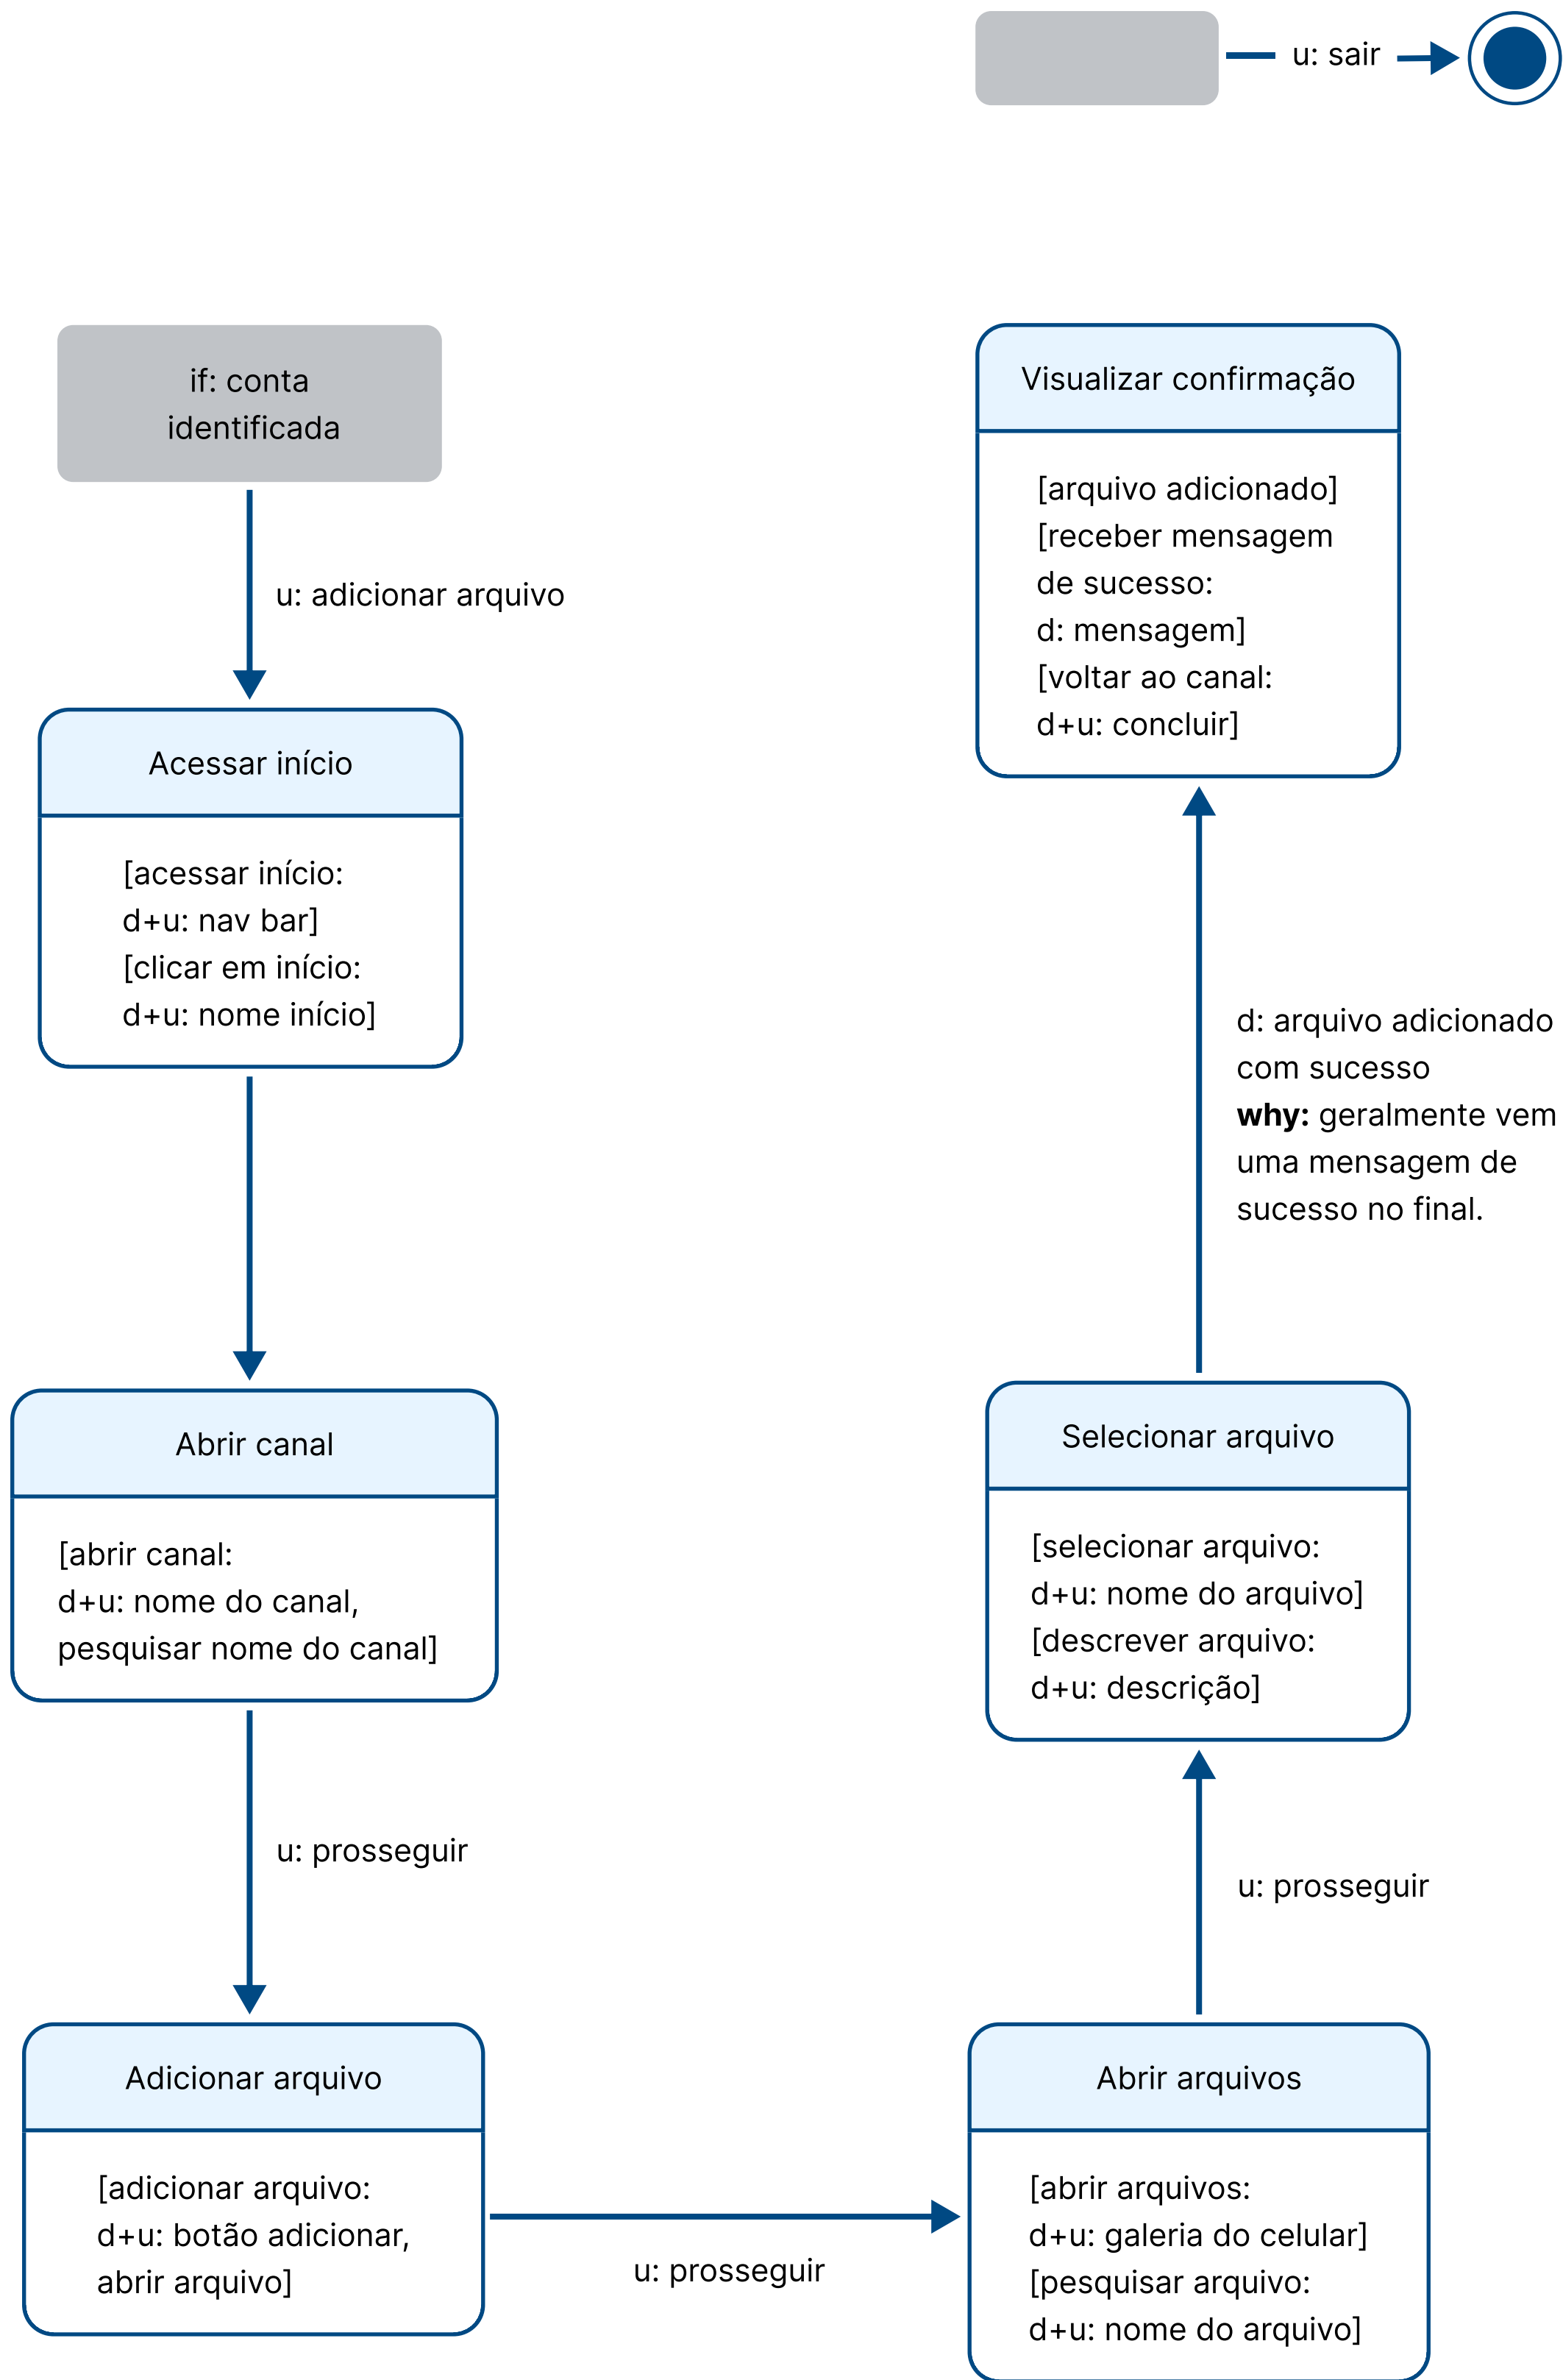 u: sair
if: conta
identificada
u: adicionar arquivo
Acessar início
[acessar início:
d+u: nav bar]
[clicar em início:
d+u: nome início]
Abrir canal
[abrir canal:
d+u: nome do canal,
pesquisar nome do canal]
u: prosseguir
Adicionar arquivo
[adicionar arquivo:
d+u: botão adicionar,
abrir arquivo]
u: prosseguir
Abrir arquivos
[abrir arquivos:
d+u: galeria do celular]
[pesquisar arquivo:
d+u: nome do arquivo]
u: prosseguir
Selecionar arquivo
[selecionar arquivo:
d+u: nome do arquivo]
[descrever arquivo:
d+u: descrição]
d: arquivo adicionado
com sucesso
why: geralmente vem
uma mensagem de
sucesso no final.
Visualizar confirmação
[arquivo adicionado]
[receber mensagem
de sucesso:
d: mensagem]
[voltar ao canal:
d+u: concluir]